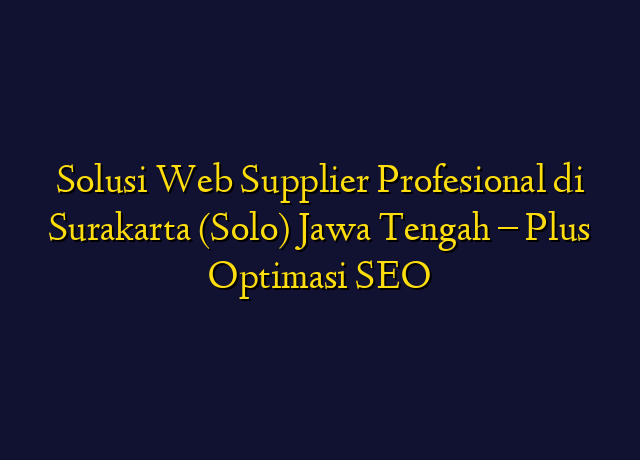 Solusi Web Supplier Profesional di
Surakarta (Solo) Jawa Tengah – Plus
Optimasi SEO